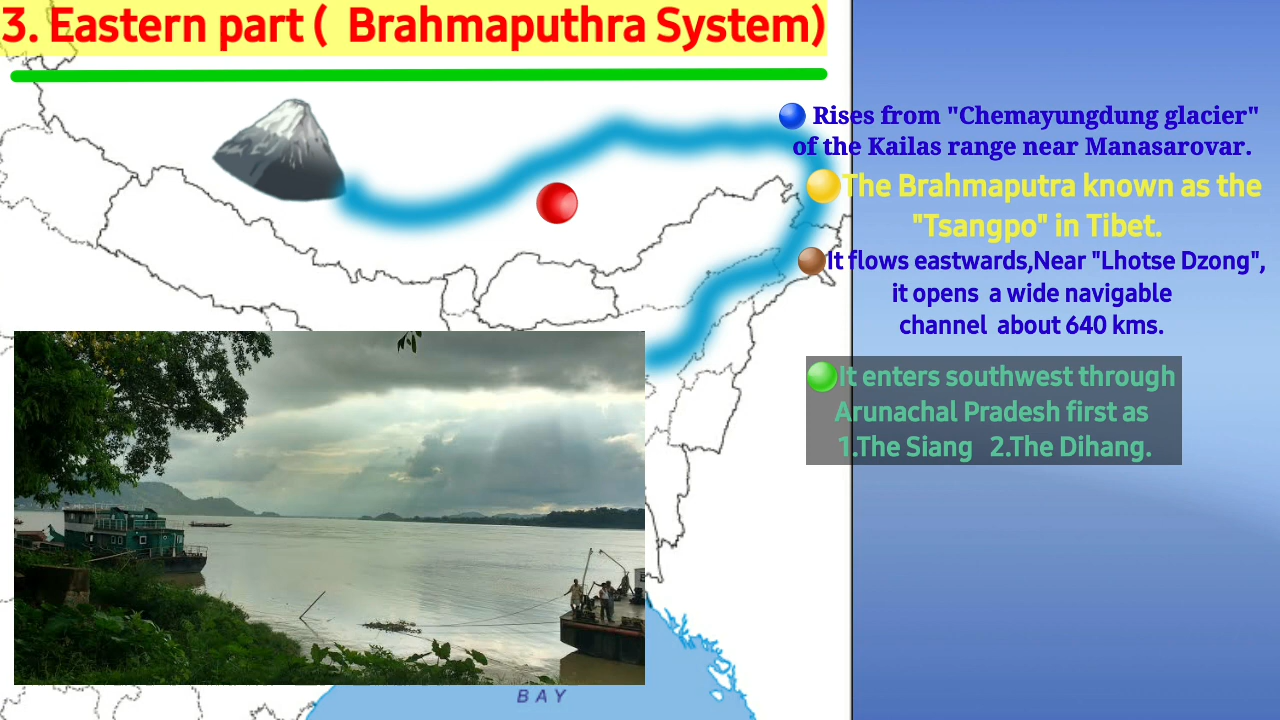 3. Eastern part ( Brahmaputhra System)
Rises from "Chemayungdung glacier"
of the Kailas range near Manasarovar.
The Brahmaputra known as the
"Tsangpo" in Tibet.
It flows eastwards,Near "Lhotse Dzong",
it opens a wide navigable
channel about 640 kms.
It enters southwest through
Arunachal Pradesh first as
1.The Siang 2.The Dihang.
BAY